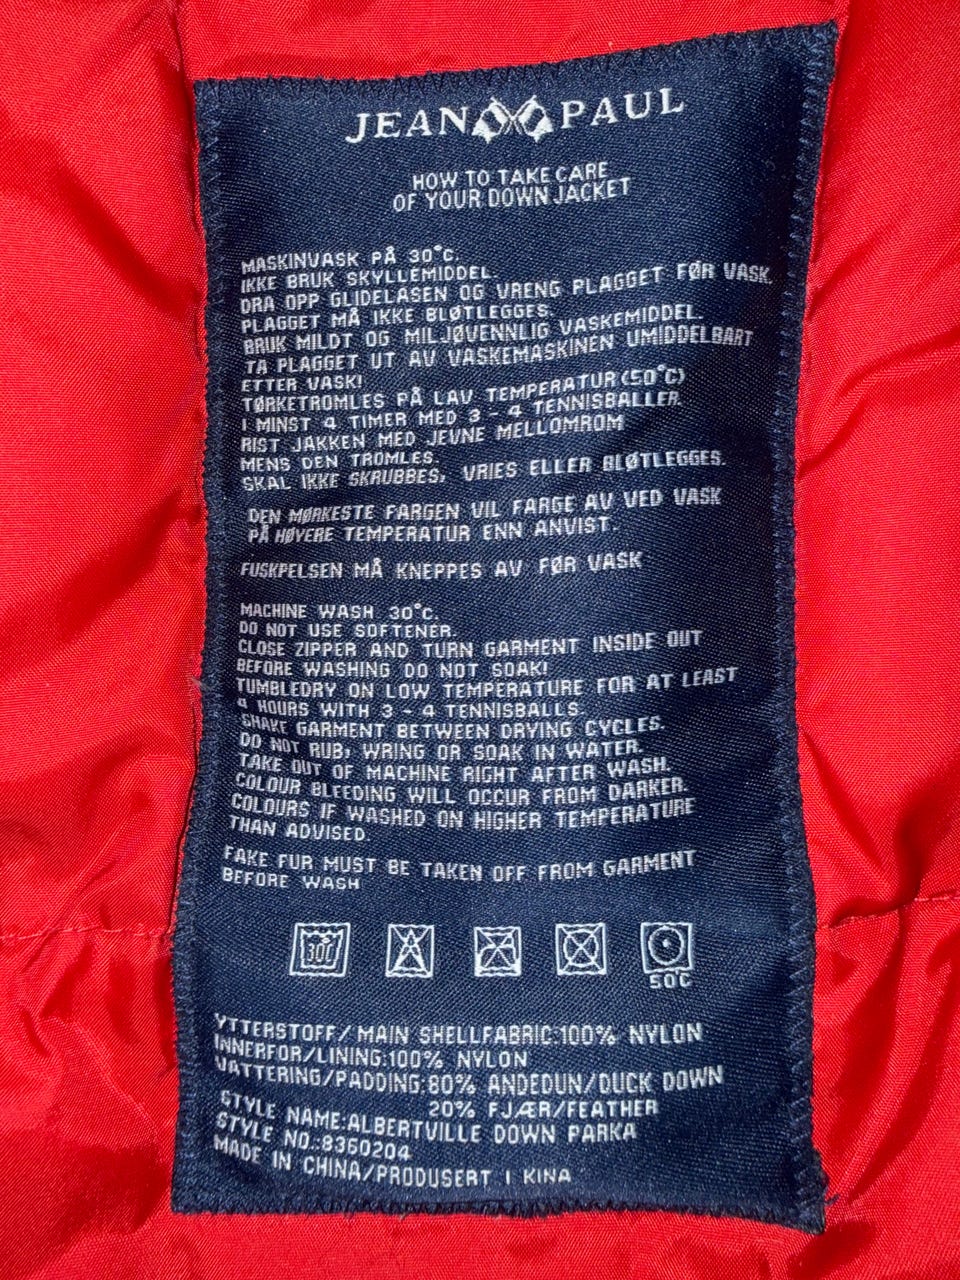 JEAN PAUL
HOW TO TAKE CARE
OF YOUR DOWN JACKET
MASKINVASK PÅ 30°C.
IKKE BRUK SKYLLEMIDDEL.
DRA OPP GLIDELÅSEN OG VRENG PLAGGET FØR VASK.
PLAGGET MÅ IKKE BLØTLEGGES.
BRUK MILDT OG MILJØVENNLIG VASKEMIDDEL.
TA PLAGGET UT AV VASKEMASKINEN UMIDDELBART
ETTER VASK!
TØRKETROMLES PÅ LAV TEMPERATUR (50°C)
I MINST 4 TIMER MED 3 - 4 TENNISBALLER.
RIST JAKKEN MED JEVNE MELLOMROM
MENS DEN TROMLES.
SKAL IKKE SKRUBBES, VRIES ELLER BLØTLEGGES.
DEN MØRKESTE FARGEN VIL FARGE AV VED VASK
PÅ HØYERE TEMPERATUR ENN ANVIST.
FUSKPELSEN MÅ KNEPPES AV FØR VASK
MACHINE WASH 30°C.
DO NOT USE SOFTENER.
CLOSE ZIPPER AND TURN GARMENT INSIDE OUT
BEFORE WASHING DO NOT SOAK!
TUMBLEDRY ON LOW TEMPERATURE FOR AT LEAST
4 HOURS WITH 3 - 4 TENNISBALLS.
SHAKE GARMENT BETWEEN DRYING CYCLES.
DO NOT RUB, WRING OR SOAK IN WATER.
TAKE OUT OF MACHINE RIGHT AFTER WASH.
COLOUR BLEEDING WILL OCCUR FROM DARKER.
COLOURS IF WASHED ON HIGHER TEMPERATURE
THAN ADVISED.
FAKE FUR MUST BE TAKEN OFF FROM GARMENT
BEFORE WASH
30C
50C
YTTERSTOFF/ MAIN SHELLFABRIC:100% NYLON
INNERFOR/LINING:100% NYLON
VATTERING/PADDING:80% ANDEDUN/DUCK DOWN
20% FJÆR/FEATHER
STYLE NAME:ALBERTVILLE DOWN PARKA
STYLE NO.:8360204
MADE IN CHINA/PRODUSERT I KINA